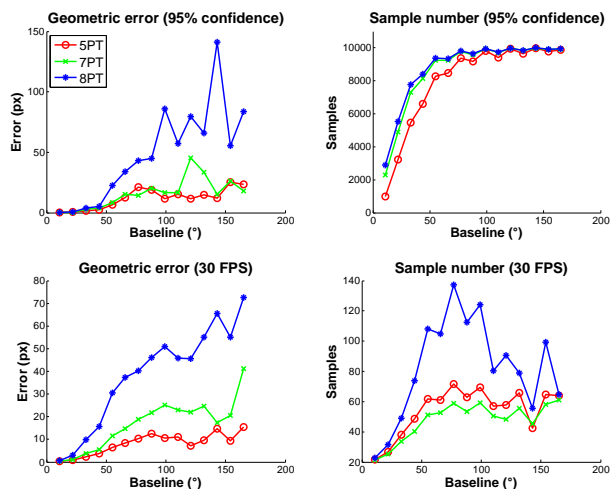 Geometric error (95% confidence)
150
100
50
0
Error (px)
5PT
7PT
8PT
0 50 100 150 200
Baseline (°)
Sample number (95% confidence)
10000
8000
6000
4000
2000
0
Samples
0 50 100 150 200
Baseline (°)
Geometric error (30 FPS)
80
70
60
50
40
30
20
10
0
Error (px)
0 50 100 150 200
Baseline (°)
Sample number (30 FPS)
140
120
100
80
60
40
20
Samples
0 50 100 150 200
Baseline (°)